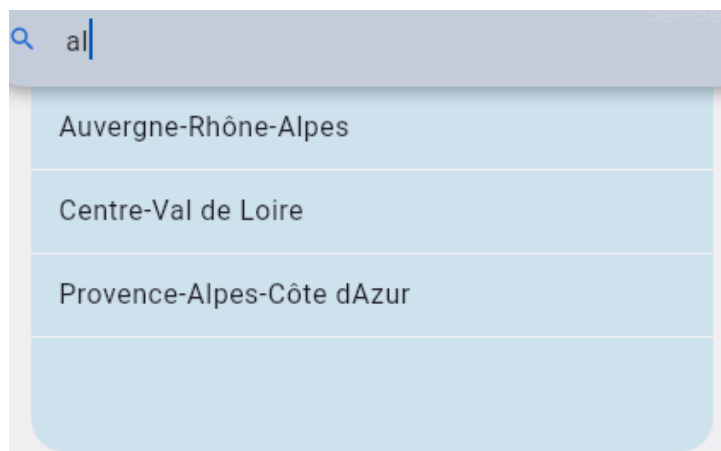 al
Auvergne-Rhône-Alpes
Centre-Val de Loire
Provence-Alpes-Côte dAzur